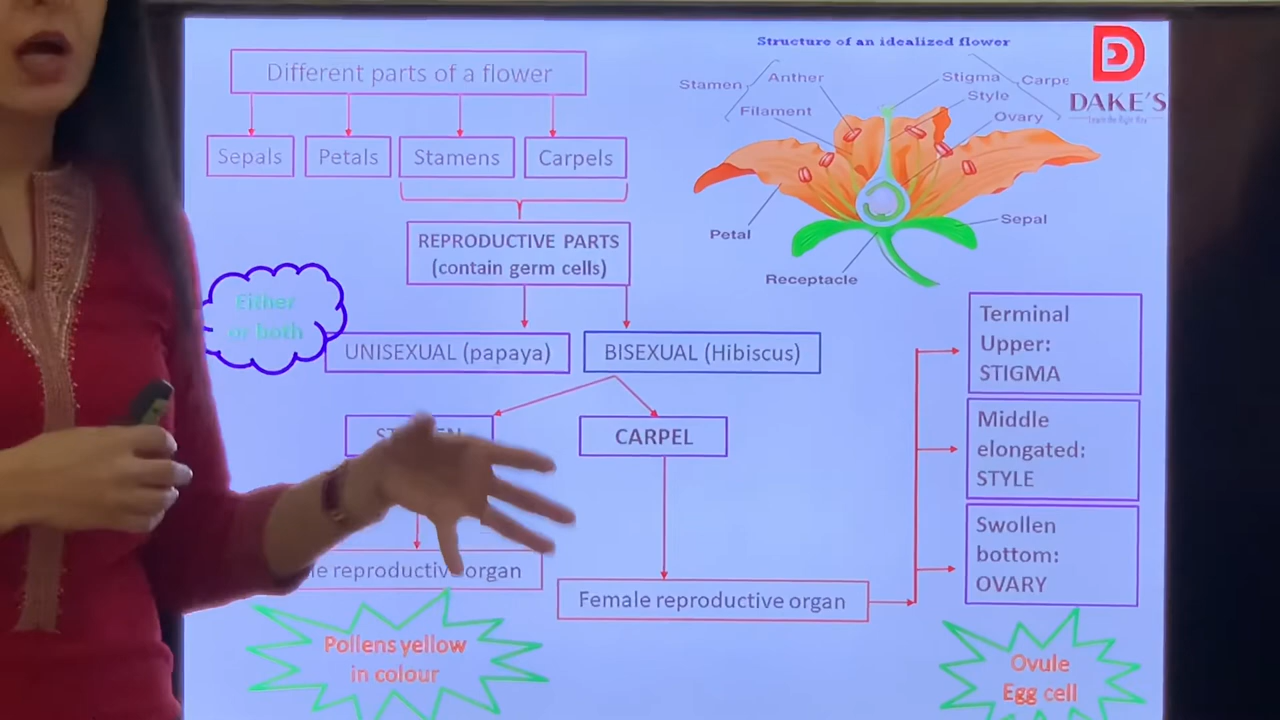 Different parts of a flower
Sepals
Petals
Stamens
Carpels
REPRODUCTIVE PARTS
(contain germ cells)
Either
or both
UNISEXUAL (papaya)
BISEXUAL (Hibiscus)
CARPEL
reproductive organ
Female reproductive organ
Pollens yellow
in colour
Structure of an idealized flower
Stamen
Anther
Filament
Stigma
Style
Carpe
Ovary
Petal
Sepal
Receptacle
D
DAKE'S
Terminal
Upper:
STIGMA
Middle
elongated:
STYLE
Swollen
bottom:
OVARY
Ovule
Egg cell